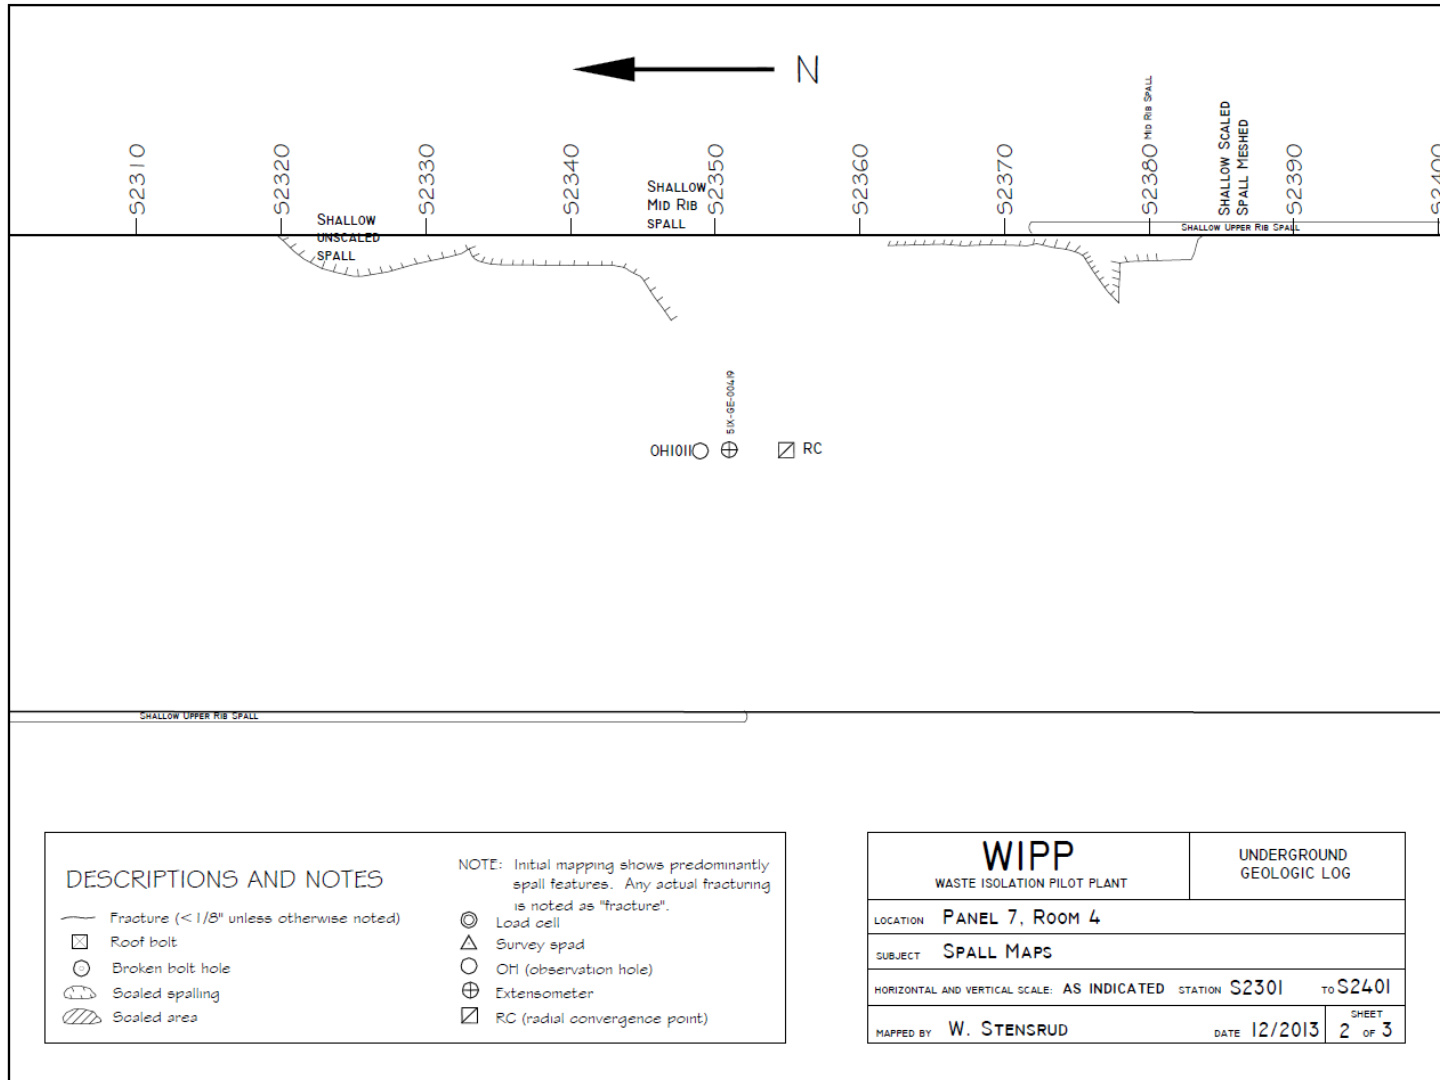 N
S2310
S2320
S2330
S2340
S2350
S2360
S2370
S2380 MID RIB SPALL
S2390
S2400
SHALLOW
UNSCALED
SPALL
SHALLOW
MID RIB
SPALL
SHALLOW SCALED
SPALL MESHED
SHALLOW UPPER RIB SPALL
51X-GE-00419
OH1011
RC
SHALLOW UPPER RIB SPALL
DESCRIPTIONS AND NOTES
Fracture (<1/8" unless otherwise noted)
Roof bolt
Broken bolt hole
Scaled spalling
Scaled area
NOTE: Initial mapping shows predominantly
spall features. Any actual fracturing
is noted as "fracture".
Load cell
Survey spad
OH (observation hole)
Extensometer
RC (radial convergence point)
WIPP
WASTE ISOLATION PILOT PLANT
UNDERGROUND
GEOLOGIC LOG
LOCATION PANEL 7, ROOM 4
SUBJECT SPALL MAPS
HORIZONTAL AND VERTICAL SCALE: AS INDICATED STATION S2301 TO S2401
MAPPED BY W. STENSRUD DATE 12/2013
SHEET
2 OF 3